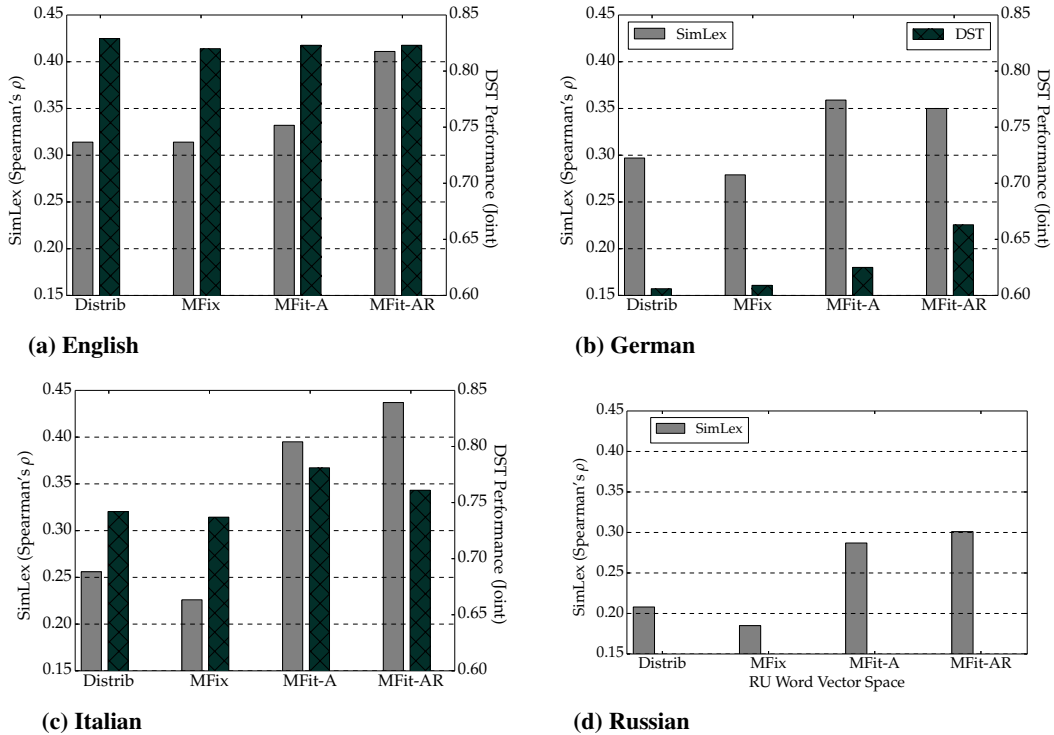 0.45
0.40
0.35
0.30
0.25
0.20
0.15
SimLex (Spearman's ρ)
0.85
0.80
0.75
0.70
0.65
0.60
DST Performance (Joint)
Distrib MFix MFit-A MFit-AR
(a) English
SimLex DST
0.45
0.40
0.35
0.30
0.25
0.20
0.15
SimLex (Spearman's ρ)
0.85
0.80
0.75
0.70
0.65
0.60
DST Performance (Joint)
Distrib MFix MFit-A MFit-AR
(b) German
0.45
0.40
0.35
0.30
0.25
0.20
0.15
SimLex (Spearman's ρ)
0.85
0.80
0.75
0.70
0.65
0.60
DST Performance (Joint)
Distrib MFix MFit-A MFit-AR
(c) Italian
SimLex
0.45
0.40
0.35
0.30
0.25
0.20
0.15
SimLex (Spearman's ρ)
Distrib MFix MFit-A MFit-AR
RU Word Vector Space
(d) Russian